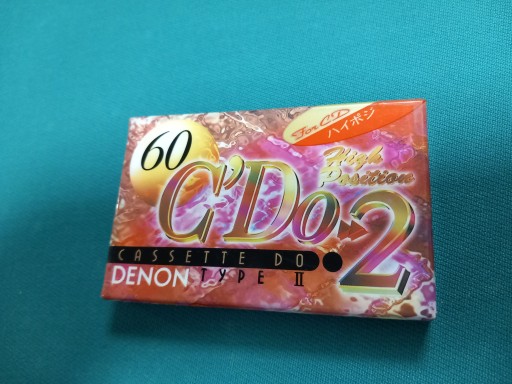 For CD
ハイポジ
60
High
Position
C'Do▶▶2
CASSETTE DO
DENON TYPE II